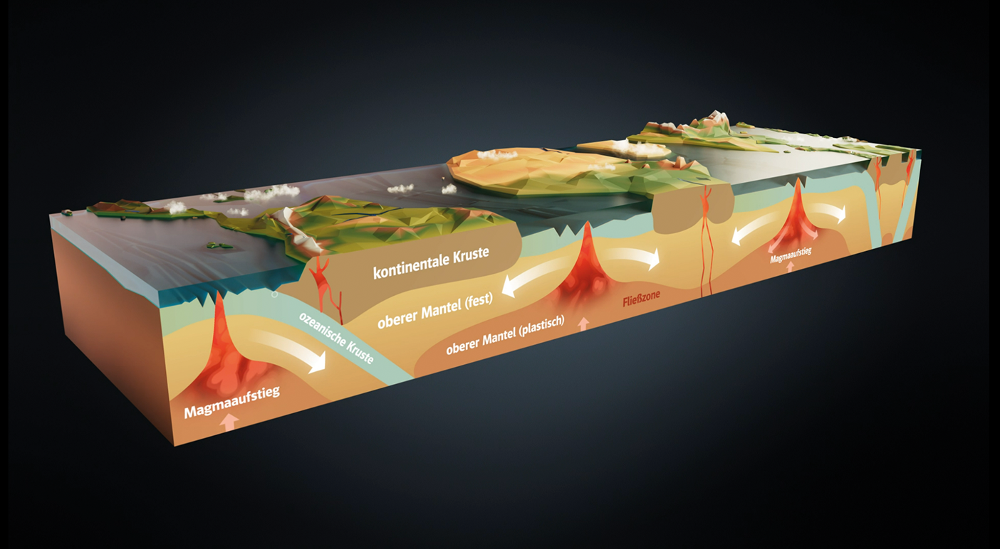 kontinentale Kruste
oberer Mantel (fest)
ozeanische Kruste
oberer Mantel (plastisch)
Fließzone
Magmaaufstieg
Magmaaufstieg